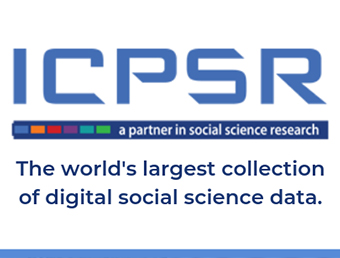 ICPSR
a partner in social science research
The world's largest collection
of digital social science data.